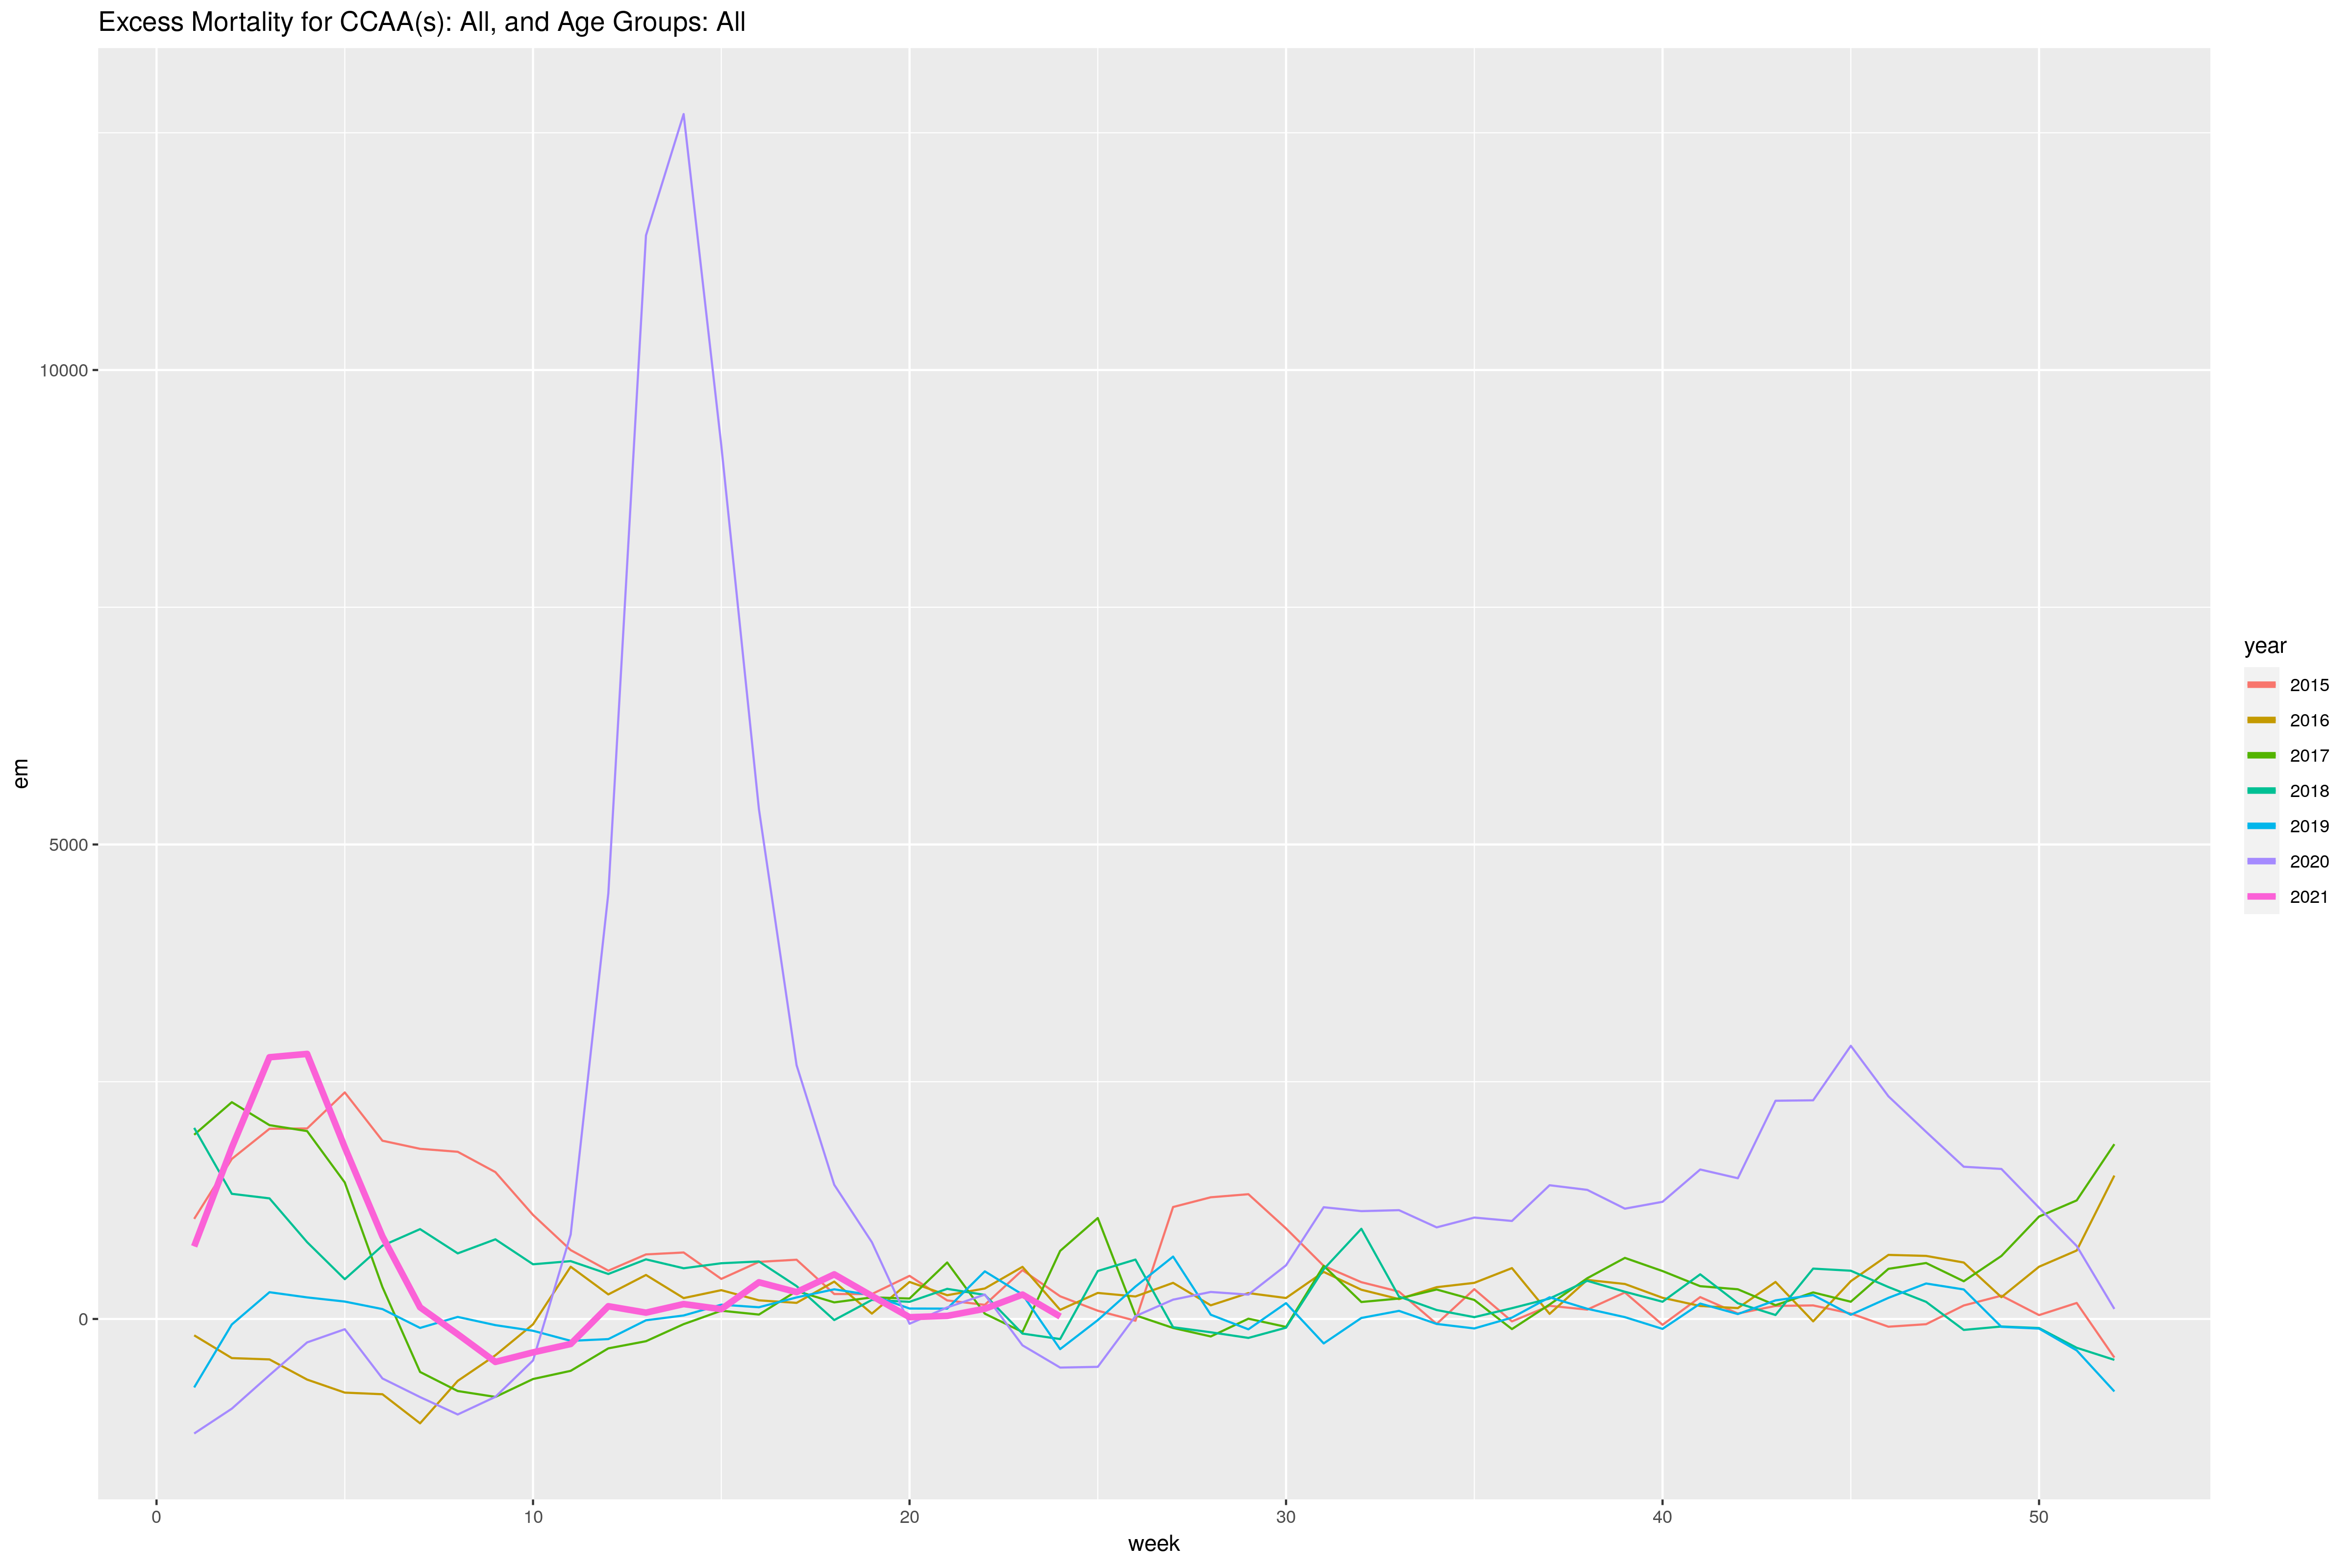 Excess Mortality for CCAA(s): All, and Age Groups: All
em
10000
5000
0
0 10 20 30 40 50
week
year
2015
2016
2017
2018
2019
2020
2021